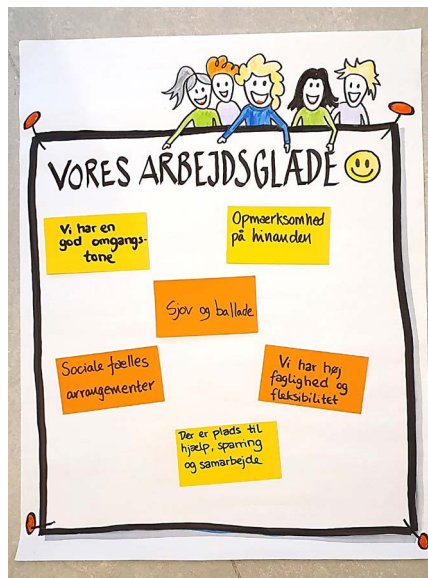 VORES ARBEJDSGLÆDE
Vi har en
god omgangs-
tone
Opmærksomhed
på hinanden
Sjov og ballade
Sociale fælles
arrangementer
Vi har høj
faglighed og
fleksibilitet
Der er plads til
hjælp, sparring
og samarbejde